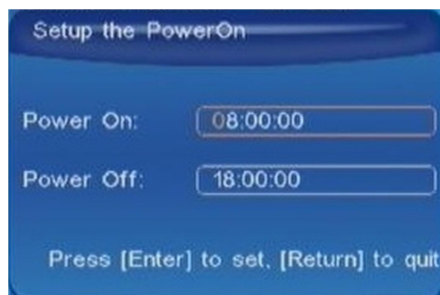 Setup the PowerOn
Power On: 08:00:00
Power Off: 18:00:00
Press [Enter] to set, [Return] to quit